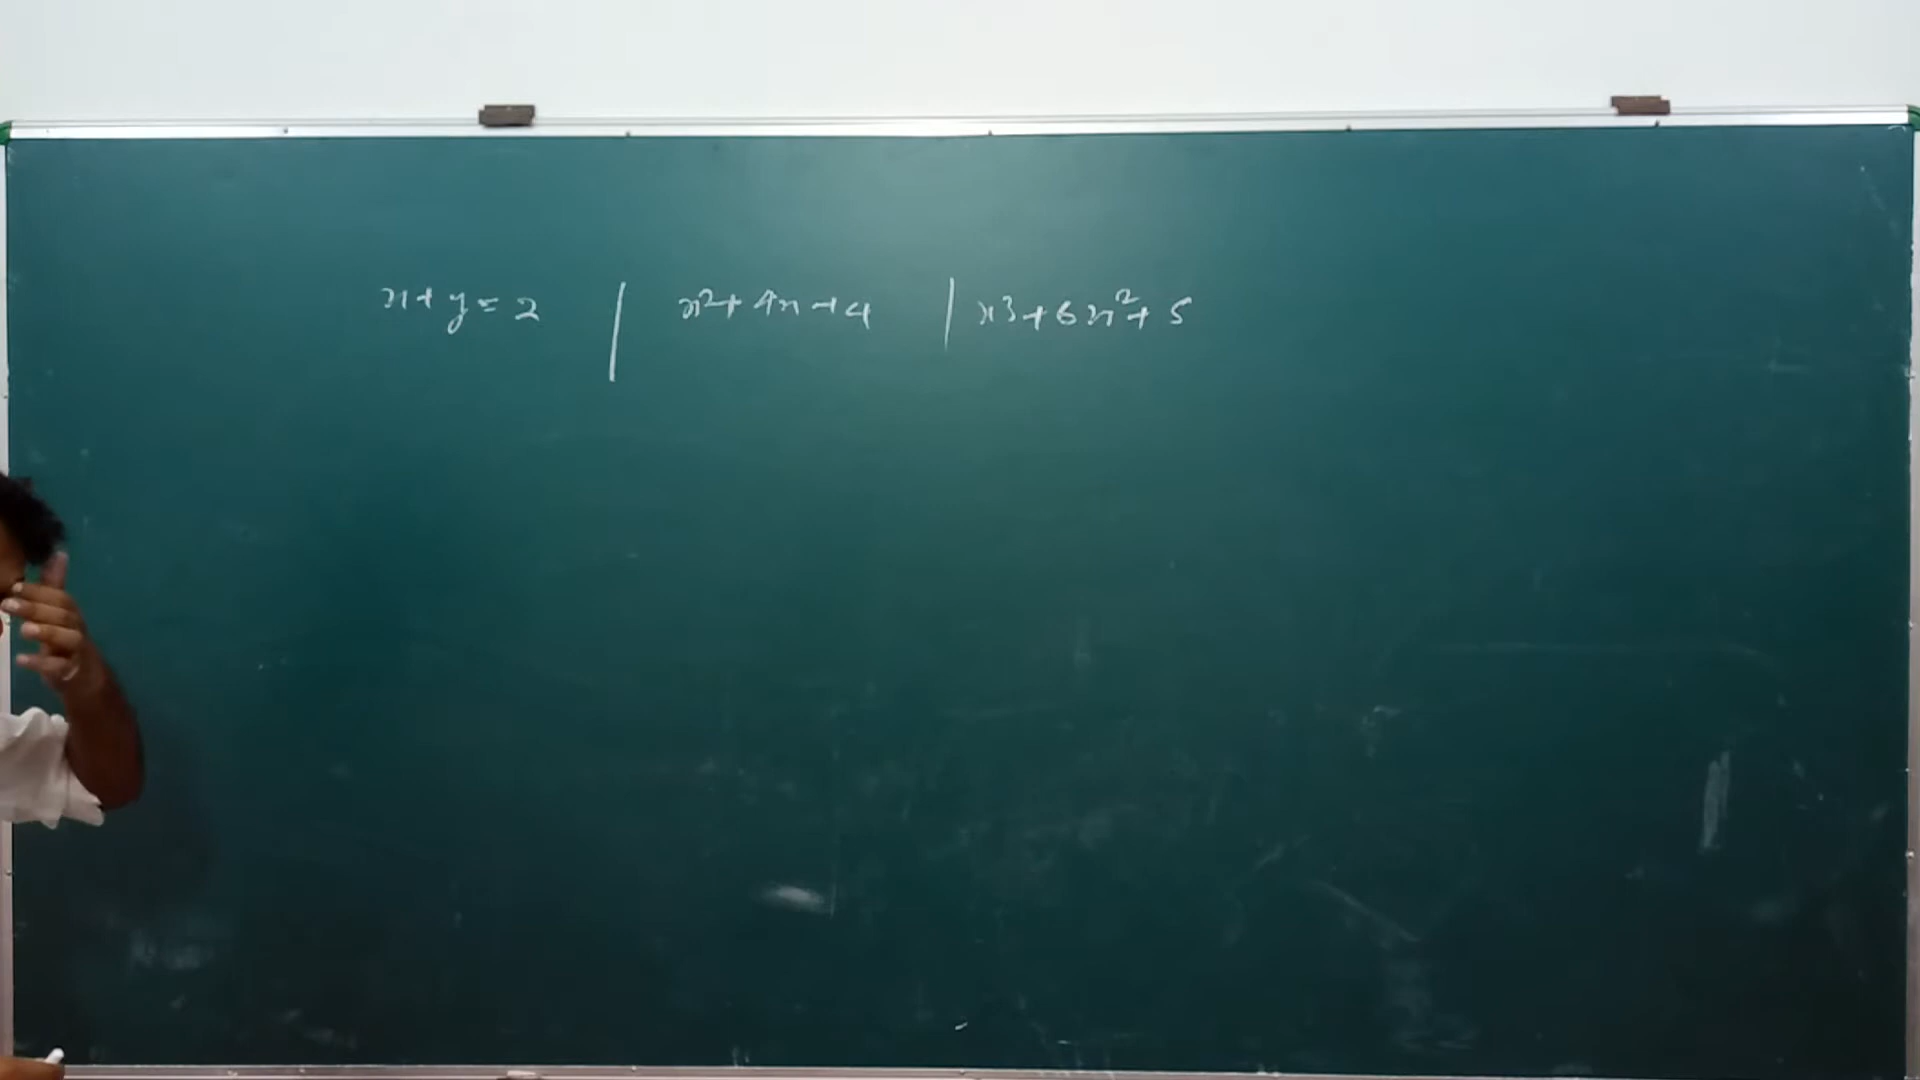 x + y = 2 | x² + 4x + 4 | x3 + 6x² + 5